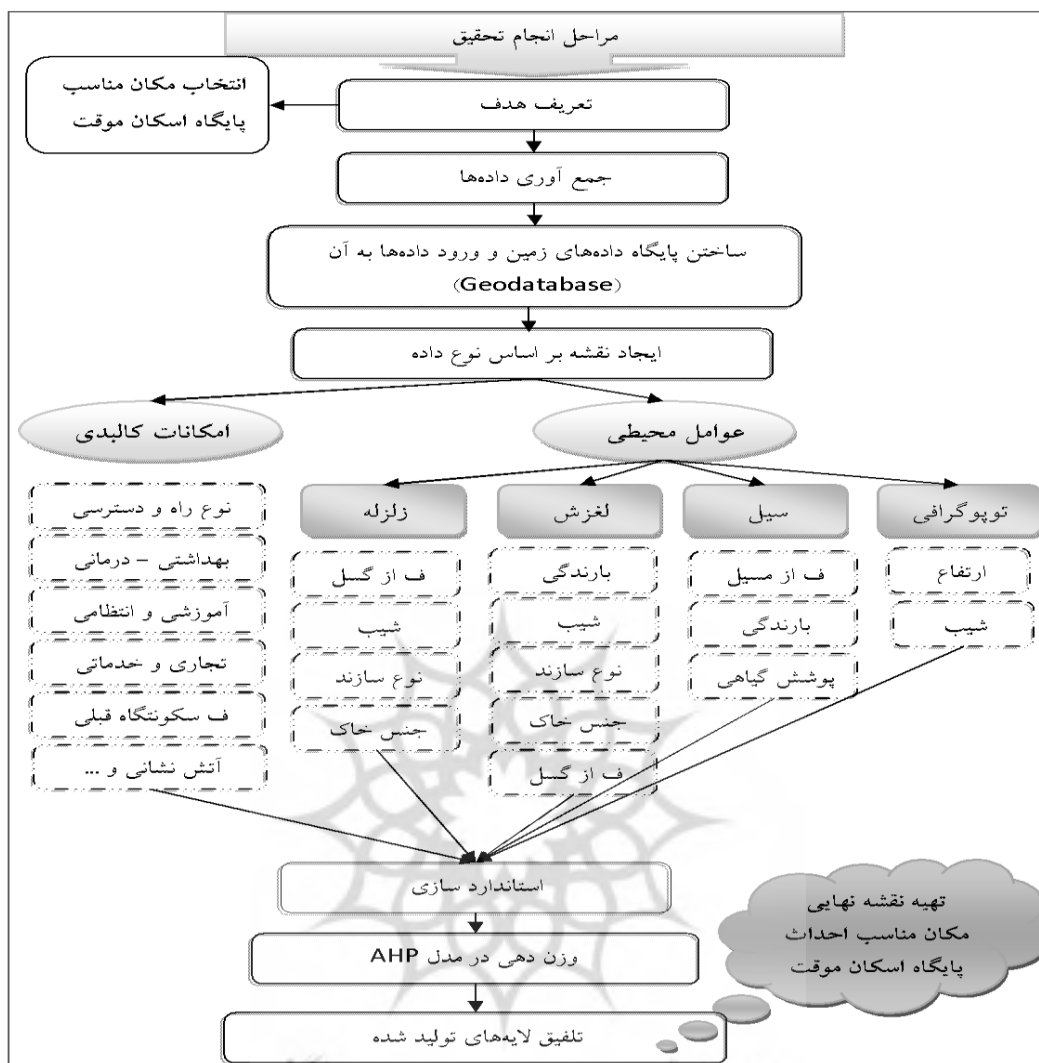 مراحل انجام تحقیق
انتخاب مکان مناسب
پایگاه اسکان موقت
تعریف هدف
جمع آوری داده‌ها
ساختن پایگاه داده‌های زمین و ورود داده‌ها به آن
(Geodatabase)
ایجاد نقشه بر اساس نوع داده
عوامل محیطی
امکانات کالبدی
توپوگرافی
ارتفاع
شیب
سیل
ف از مسیل
بارندگی
پوشش گیاهی
لغزش
بارندگی
شیب
نوع سازند
جنس خاک
ف از گسل
زلزله
ف از گسل
شیب
نوع سازند
جنس خاک
نوع راه و دسترسی
بهداشتی – درمانی
آموزشی و انتظامی
تجاری و خدماتی
ف سکونتگاه قبلی
آتش نشانی و ...
استاندارد سازی
وزن دهی در مدل AHP
تلفیق لایه‌های تولید شده
تهیه نقشه نهایی
مکان مناسب احداث
پایگاه اسکان موقت